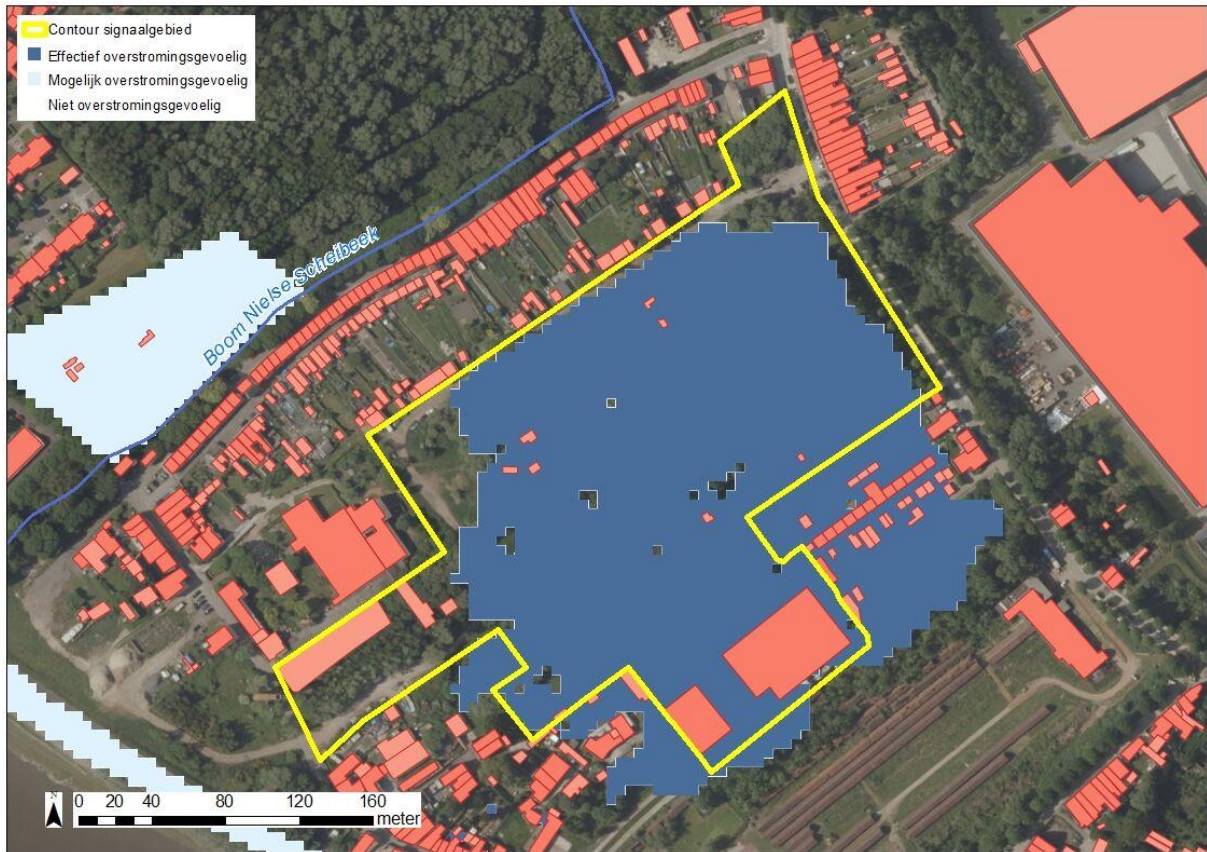 Contour signaalgebied
Effectief overstromingsgevoelig
Mogelijk overstromingsgevoelig
Niet overstromingsgevoelig
Boom Nielse Scheibeek
N
0 20 40 80 120 160
meter